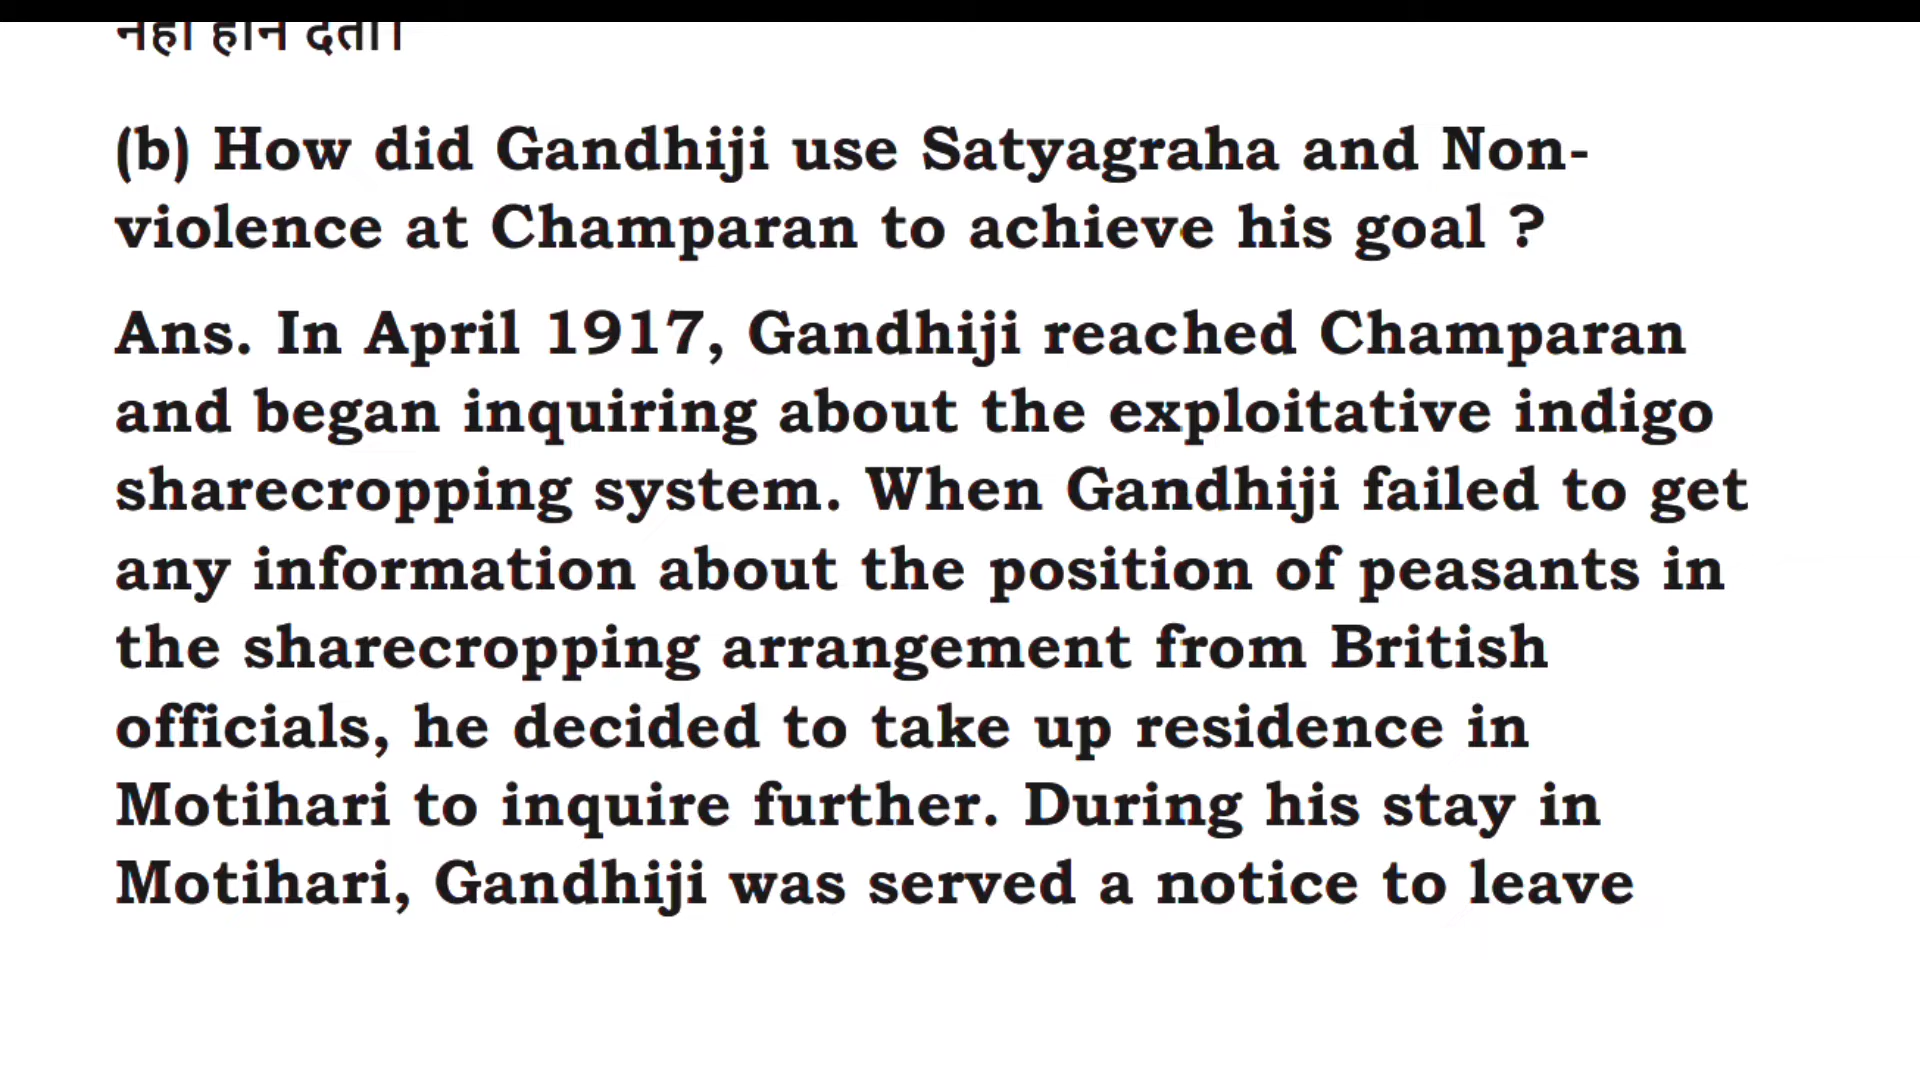 नहीं होने देती।
(b) How did Gandhiji use Satyagraha and Non-
violence at Champaran to achieve his goal ?
Ans. In April 1917, Gandhiji reached Champaran
and began inquiring about the exploitative indigo
sharecropping system. When Gandhiji failed to get
any information about the position of peasants in
the sharecropping arrangement from British
officials, he decided to take up residence in
Motihari to inquire further. During his stay in
Motihari, Gandhiji was served a notice to leave